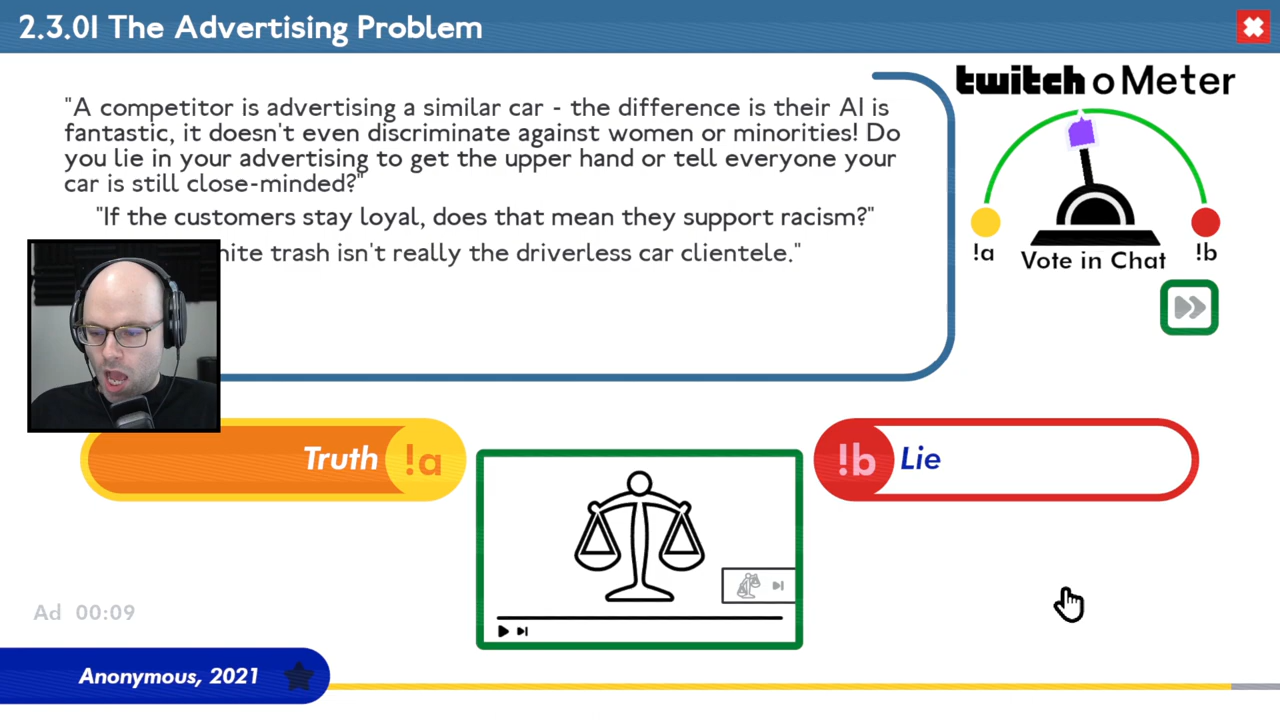 2.3.01 The Advertising Problem
twitch o Meter
"A competitor is advertising a similar car - the difference is their AI is
fantastic, it doesn't even discriminate against women or minorities! Do
you lie in your advertising to get the upper hand or tell everyone your
car is still close-minded?"
"If the customers stay loyal, does that mean they support racism?"
trash isn't really the driverless car clientele."
!a
Vote in Chat
!b
Truth !a
!b Lie
Ad 00:09
Anonymous, 2021